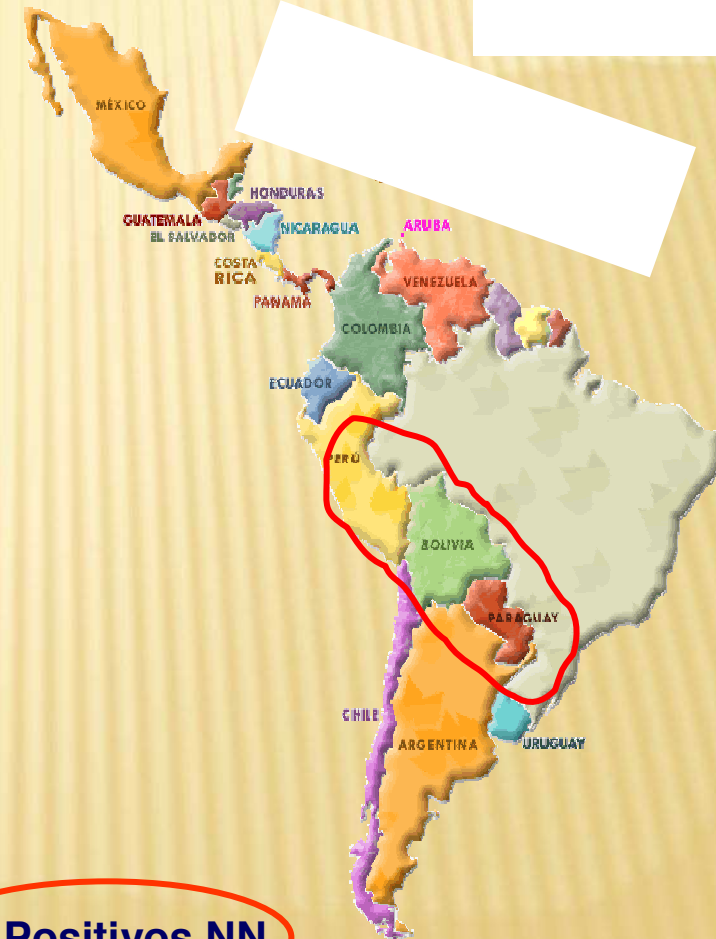 MÉXICO
HONDURAS
GUATEMALA
NICARAGUA
EL SALVADOR
ARUBA
COSTA
RICA
VENEZUELA
PANAMA
COLOMBIA
ECUADOR
PERÚ
BOLIVIA
PARAGUAY
CHILE
ARGENTINA
URUGUAY
Positivos NN